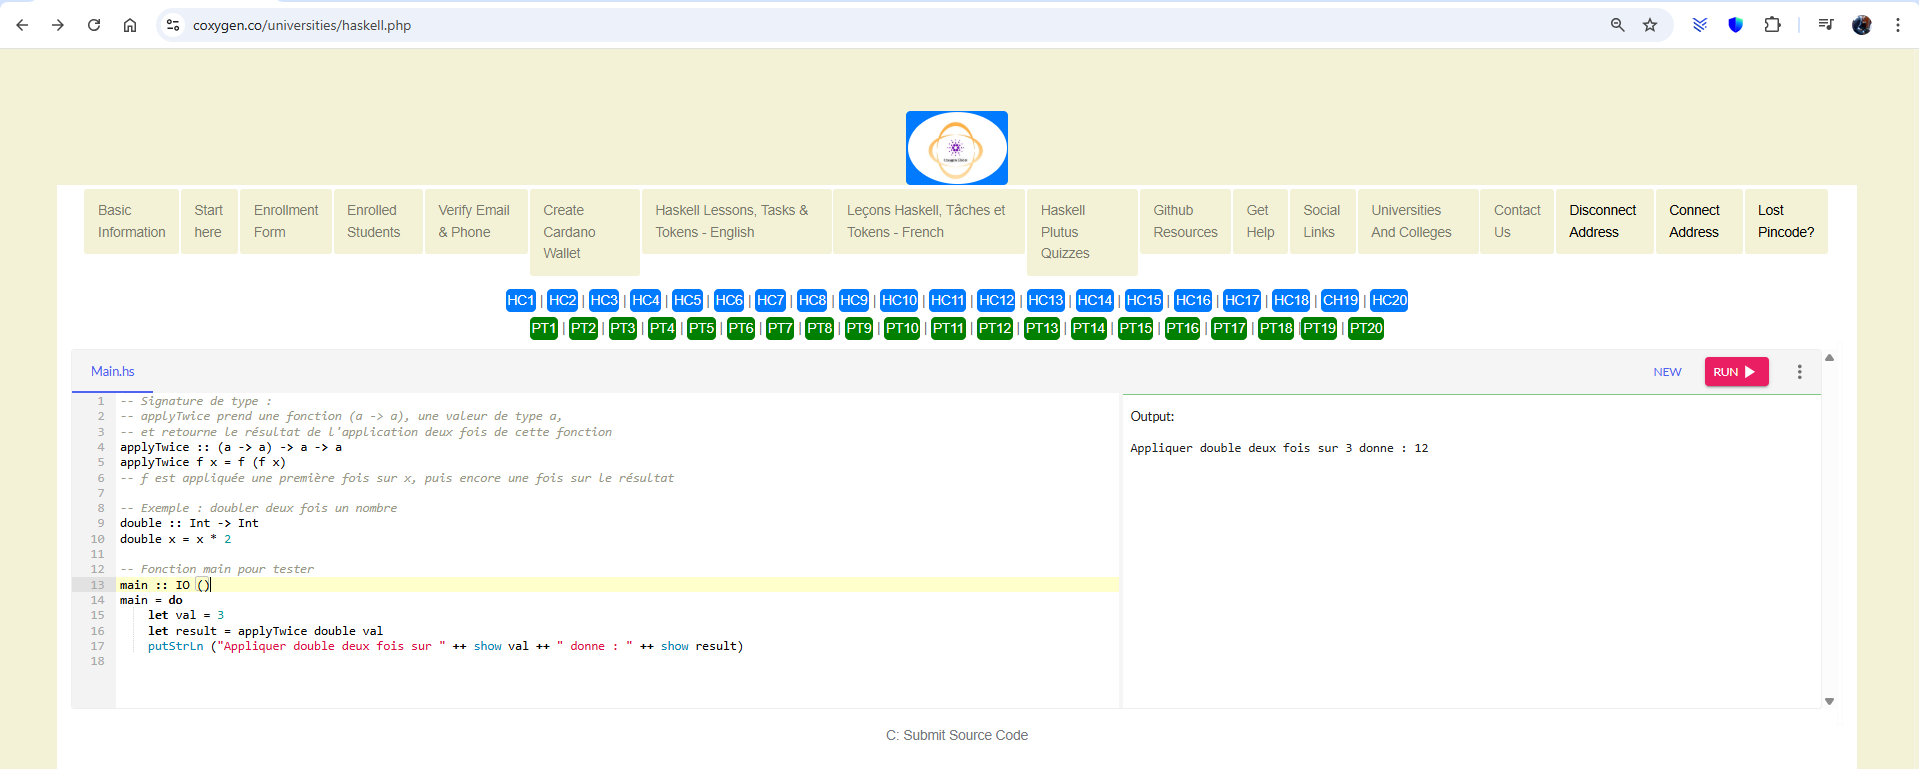 coxygen.co/universities/haskell.php
Basic Information
Start here
Enrollment Form
Enrolled Students
Verify Email & Phone
Create Cardano Wallet
Haskell Lessons, Tasks & Tokens - English
Leçons Haskell, Tâches et Tokens - French
Haskell Plutus Quizzes
Github Resources
Get Help
Social Links
Universities And Colleges
Contact Us
Disconnect Address
Connect Address
Lost Pincode?
HC1 | HC2 | HC3 | HC4 | HC5 | HC6 | HC7 | HC8 | HC9 | HC10 | HC11 | HC12 | HC13 | HC14 | HC15 | HC16 | HC17 | HC18 | CH19 | HC20
PT1 | PT2 | PT3 | PT4 | PT5 | PT6 | PT7 | PT8 | PT9 | PT10 | PT11 | PT12 | PT13 | PT14 | PT15 | PT16 | PT17 | PT18 | PT19 | PT20
Main.hs
NEW
RUN
1 -- Signature de type :
2 -- applyTwice prend une fonction (a -> a), une valeur de type a,
3 -- et retourne le résultat de l'application deux fois de cette fonction
4 applyTwice :: (a -> a) -> a -> a
5 applyTwice f x = f (f x)
6 -- f est appliquée une première fois sur x, puis encore une fois sur le résultat
7
8 -- Exemple : doubler deux fois un nombre
9 double :: Int -> Int
10 double x = x * 2
11
12 -- Fonction main pour tester
13 main :: IO ()
14 main = do
15     let val = 3
16     let result = applyTwice double val
17     putStrLn ("Appliquer double deux fois sur " ++ show val ++ " donne : " ++ show result)
18
Output:
Appliquer double deux fois sur 3 donne : 12
C: Submit Source Code